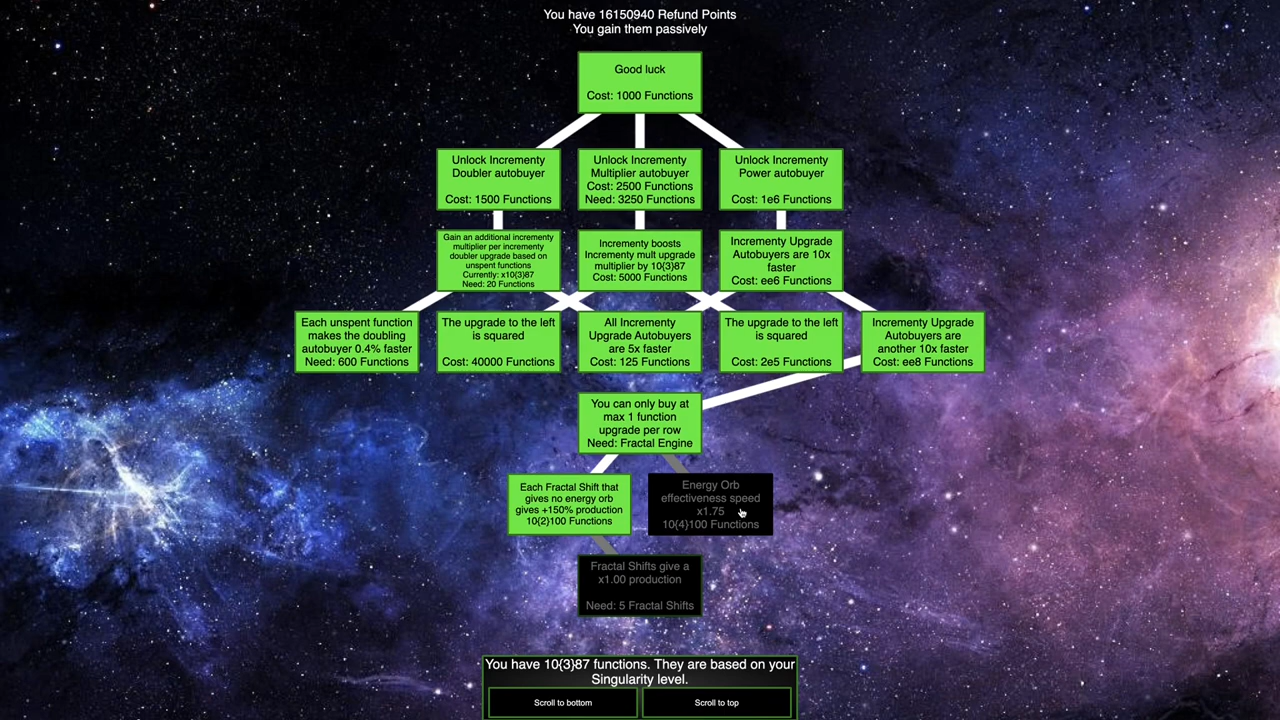 You have 16150940 Refund Points
You gain them passively
Good luck
Cost: 1000 Functions
Unlock Incrementy
Doubler autobuyer
Cost: 1500 Functions
Unlock Incrementy
Multiplier autobuyer
Cost: 2500 Functions
Need: 3250 Functions
Unlock Incrementy
Power autobuyer
Cost: 1e6 Functions
Gain an additional incrementy
multiplier per incrementy
doubler upgrade based on
unspent functions
Currently: x10{3}87
Need: 20 Functions
Incrementy boosts
Incrementy mult upgrade
multiplier by 10{3}87
Cost: 5000 Functions
Incrementy Upgrade
Autobuyers are 10x
faster
Cost: ee6 Functions
Each unspent function
makes the doubling
autobuyer 0.4% faster
Need: 600 Functions
The upgrade to the left
is squared
Cost: 40000 Functions
All Incrementy
Upgrade Autobuyers
are 5x faster
Cost: 125 Functions
The upgrade to the left
is squared
Cost: 2e5 Functions
Incrementy Upgrade
Autobuyers are
another 10x faster
Cost: ee8 Functions
You can only buy at
max 1 function
upgrade per row
Need: Fractal Engine
Each Fractal Shift that
gives no energy orb
gives +150% production
10{2}100 Functions
Energy Orb
effectiveness speed
x1.75
10{4}100 Functions
Fractal Shifts give a
x1.00 production
Need: 5 Fractal Shifts
You have 10{3}87 functions. They are based on your
Singularity level.
Scroll to bottom
Scroll to top